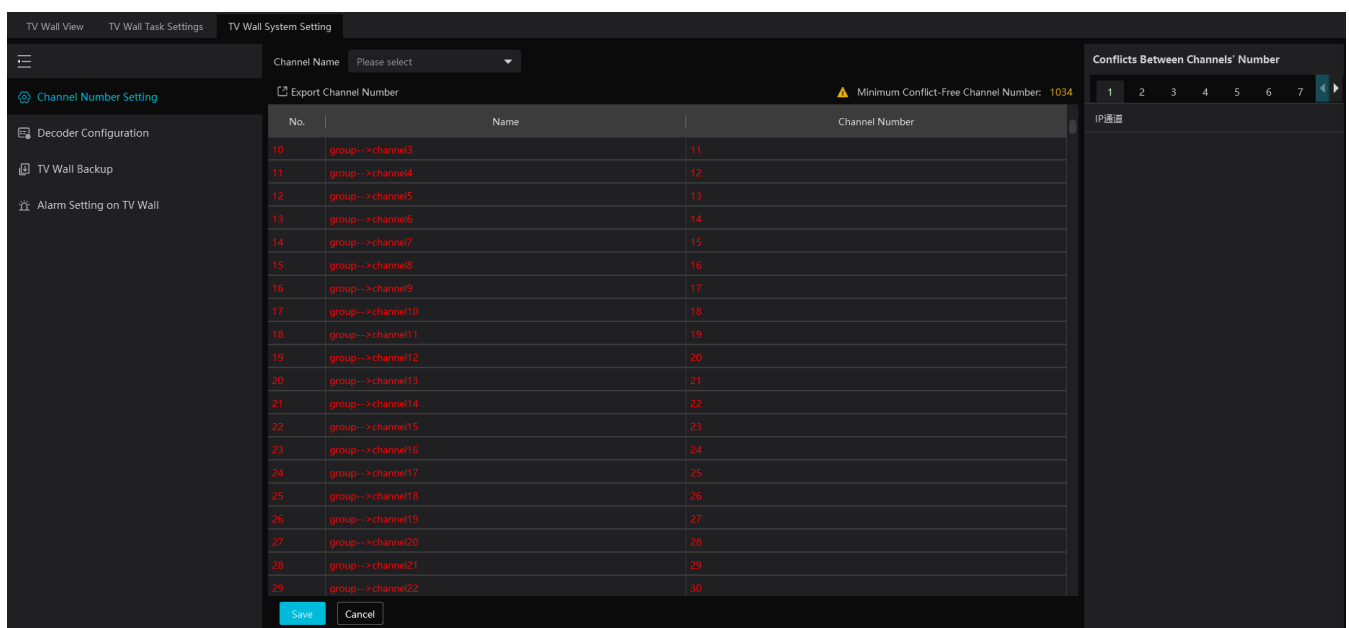 TV Wall View TV Wall Task Settings TV Wall System Setting
Channel Number Setting
Decoder Configuration
TV Wall Backup
Alarm Setting on TV Wall
Channel Name Please select
Export Channel Number Minimum Conflict-Free Channel Number: 1034
No. Name Channel Number
10 group-->channel3 11
11 group-->channel4 12
12 group-->channel5 13
13 group-->channel6 14
14 group-->channel7 15
15 group-->channel8 16
16 group-->channel9 17
17 group-->channel10 18
18 group-->channel11 19
19 group-->channel12 20
20 group-->channel13 21
21 group-->channel14 22
22 group-->channel15 23
23 group-->channel16 24
24 group-->channel17 25
25 group-->channel18 26
26 group-->channel19 27
27 group-->channel20 28
28 group-->channel21 29
29 group-->channel22 30
Save Cancel
Conflicts Between Channels' Number
1 2 3 4 5 6 7
IP通道